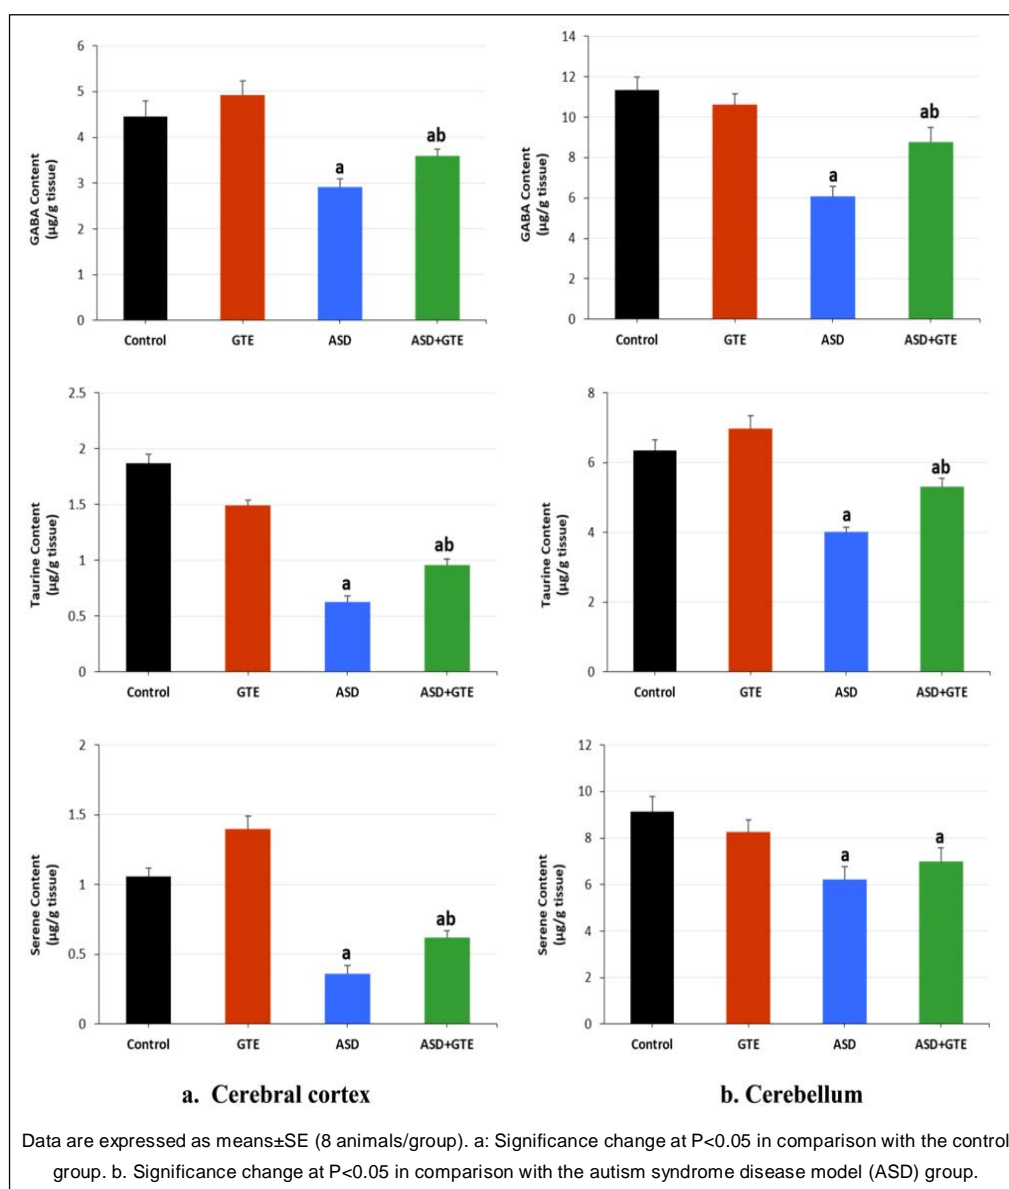 6
5
4
3
2
1
0
GABA Content
(µg/g tissue)
a
ab
Control GTE ASD ASD+GTE
14
12
10
8
6
4
2
0
GABA Content
(µg/g tissue)
a
ab
Control GTE ASD ASD+GTE
2.5
2
1.5
1
0.5
0
Taurine Content
(µg/g tissue)
a
ab
Control GTE ASD ASD+GTE
8
6
4
2
0
Taurine Content
(µg/g tissue)
a
ab
Control GTE ASD ASD+GTE
2
1.5
1
0.5
0
Serene Content
(µg/g tissue)
a
ab
Control GTE ASD ASD+GTE
12
10
8
6
4
2
0
Serene Content
(µg/g tissue)
a
a
Control GTE ASD ASD+GTE
a. Cerebral cortex
b. Cerebellum
Data are expressed as means±SE (8 animals/group). a: Significance change at P<0.05 in comparison with the control
group. b. Significance change at P<0.05 in comparison with the autism syndrome disease model (ASD) group.